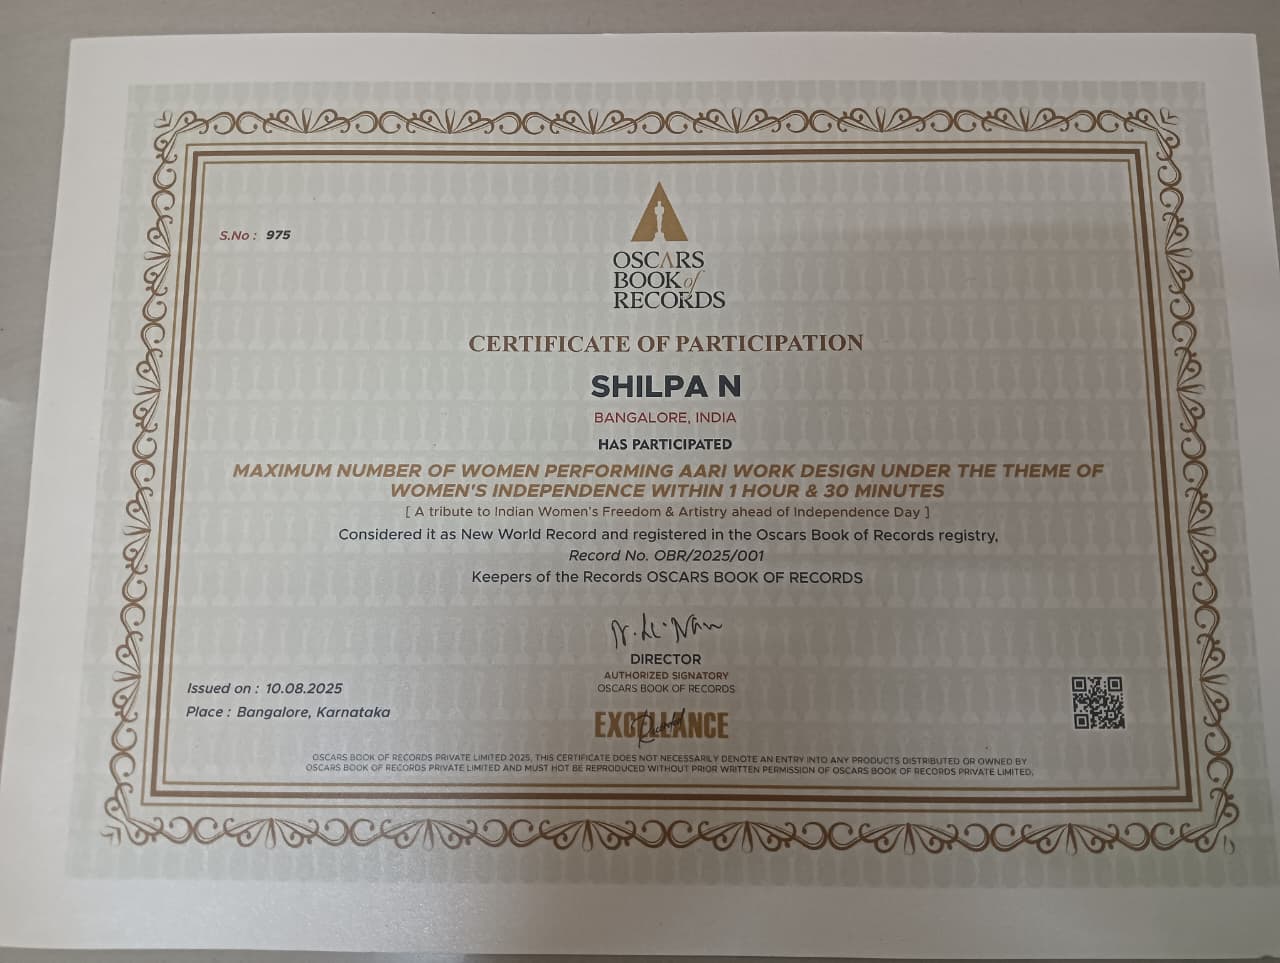 S.No : 975
OSCARS
BOOK of
RECORDS
CERTIFICATE OF PARTICIPATION
SHILPA N
BANGALORE, INDIA
HAS PARTICIPATED
MAXIMUM NUMBER OF WOMEN PERFORMING AARI WORK DESIGN UNDER THE THEME OF
WOMEN'S INDEPENDENCE WITHIN 1 HOUR & 30 MINUTES
[ A tribute to Indian Women's Freedom & Artistry ahead of Independence Day ]
Considered it as New World Record and registered in the Oscars Book of Records registry,
Record No. OBR/2025/001
Keepers of the Records OSCARS BOOK OF RECORDS
DIRECTOR
AUTHORIZED SIGNATORY
OSCARS BOOK OF RECORDS
Issued on : 10.08.2025
Place : Bangalore, Karnataka
OSCARS BOOK OF RECORDS PRIVATE LIMITED 2025, THIS CERTIFICATE DOES NOT NECESSARILY DENOTE AN ENTRY INTO ANY PRODUCTS DISTRIBUTED OR OWNED BY
OSCARS BOOK OF RECORDS PRIVATE LIMITED AND MUST NOT BE REPRODUCED WITHOUT PRIOR WRITTEN PERMISSION OF OSCARS BOOK OF RECORDS PRIVATE LIMITED.